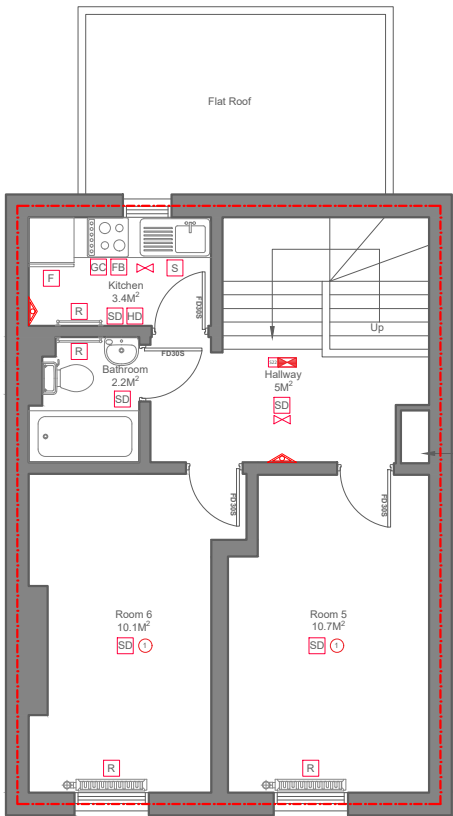 Flat Roof
GC FB S
F
Kitchen
3.4M²
R
SD HD
FD30S
Up
R
FD30S
Bathroom
2.2M²
SD
Hallway
5M²
SD
FD30S
FD30S
Room 6
10.1M²
SD 1
Room 5
10.7M²
SD 1
R
R